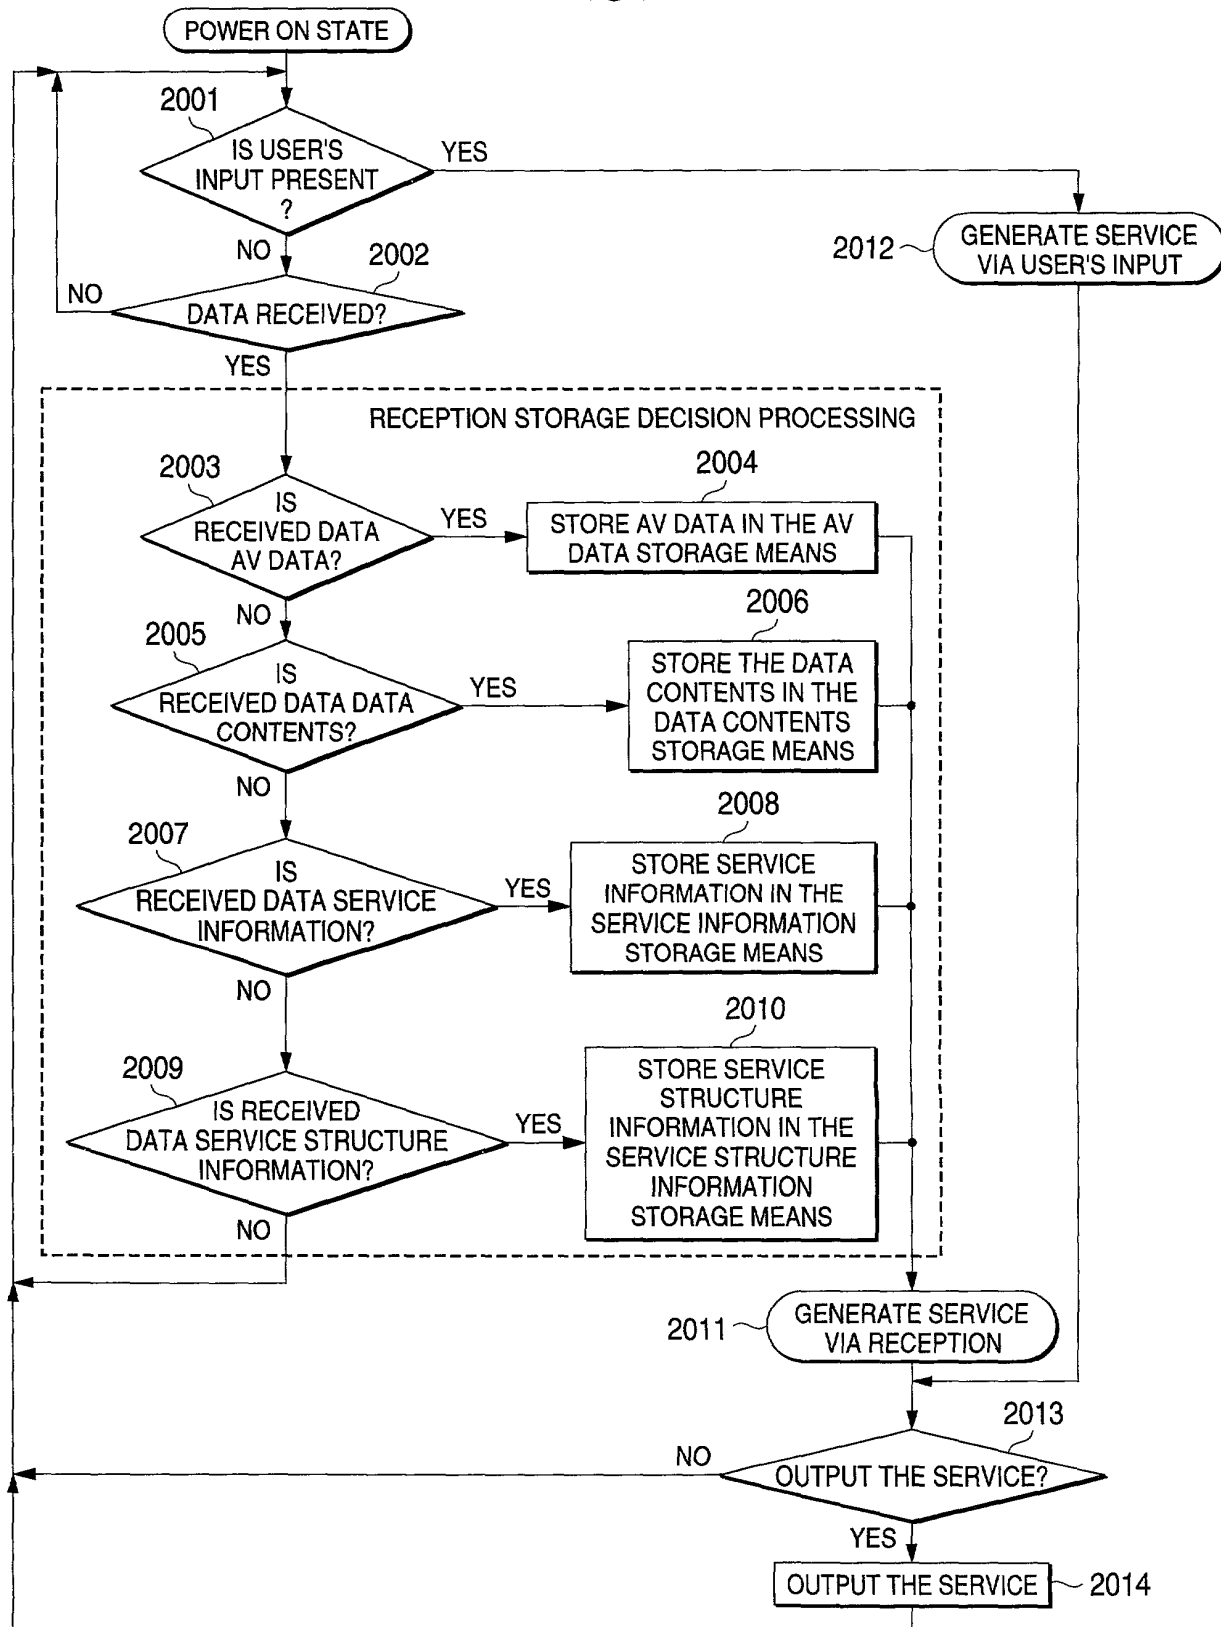 POWER ON STATE
2001
IS USER'S
INPUT PRESENT
?
YES
NO
2012
GENERATE SERVICE
VIA USER'S INPUT
2002
DATA RECEIVED?
NO
YES
RECEPTION STORAGE DECISION PROCESSING
2003
IS
RECEIVED DATA
AV DATA?
YES
NO
2004
STORE AV DATA IN THE AV
DATA STORAGE MEANS
2005
IS
RECEIVED DATA DATA
CONTENTS?
YES
NO
2006
STORE THE DATA
CONTENTS IN THE
DATA CONTENTS
STORAGE MEANS
2007
IS
RECEIVED DATA SERVICE
INFORMATION?
YES
NO
2008
STORE SERVICE
INFORMATION IN THE
SERVICE INFORMATION
STORAGE MEANS
2009
IS RECEIVED
DATA SERVICE STRUCTURE
INFORMATION?
YES
NO
2010
STORE SERVICE
STRUCTURE
INFORMATION IN THE
SERVICE STRUCTURE
INFORMATION
STORAGE MEANS
2011
GENERATE SERVICE
VIA RECEPTION
2013
OUTPUT THE SERVICE?
NO
YES
OUTPUT THE SERVICE
2014